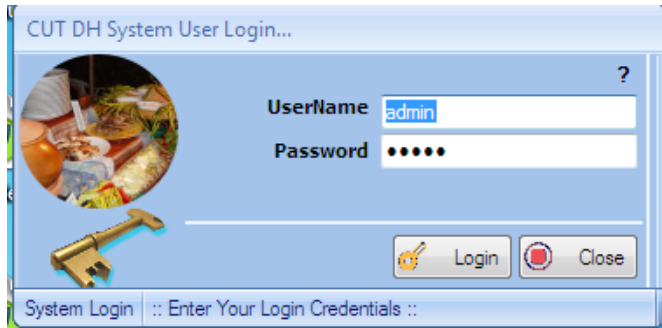 CUT DH System User Login...
?
UserName admin
Password •••••
Login Close
System Login :: Enter Your Login Credentials ::